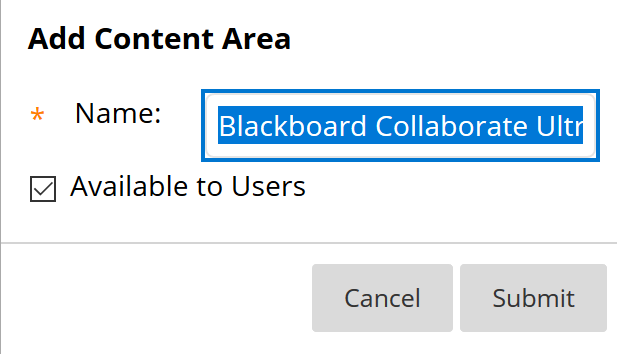 Add Content Area
* Name: Blackboard Collaborate Ultr
Available to Users
Cancel Submit